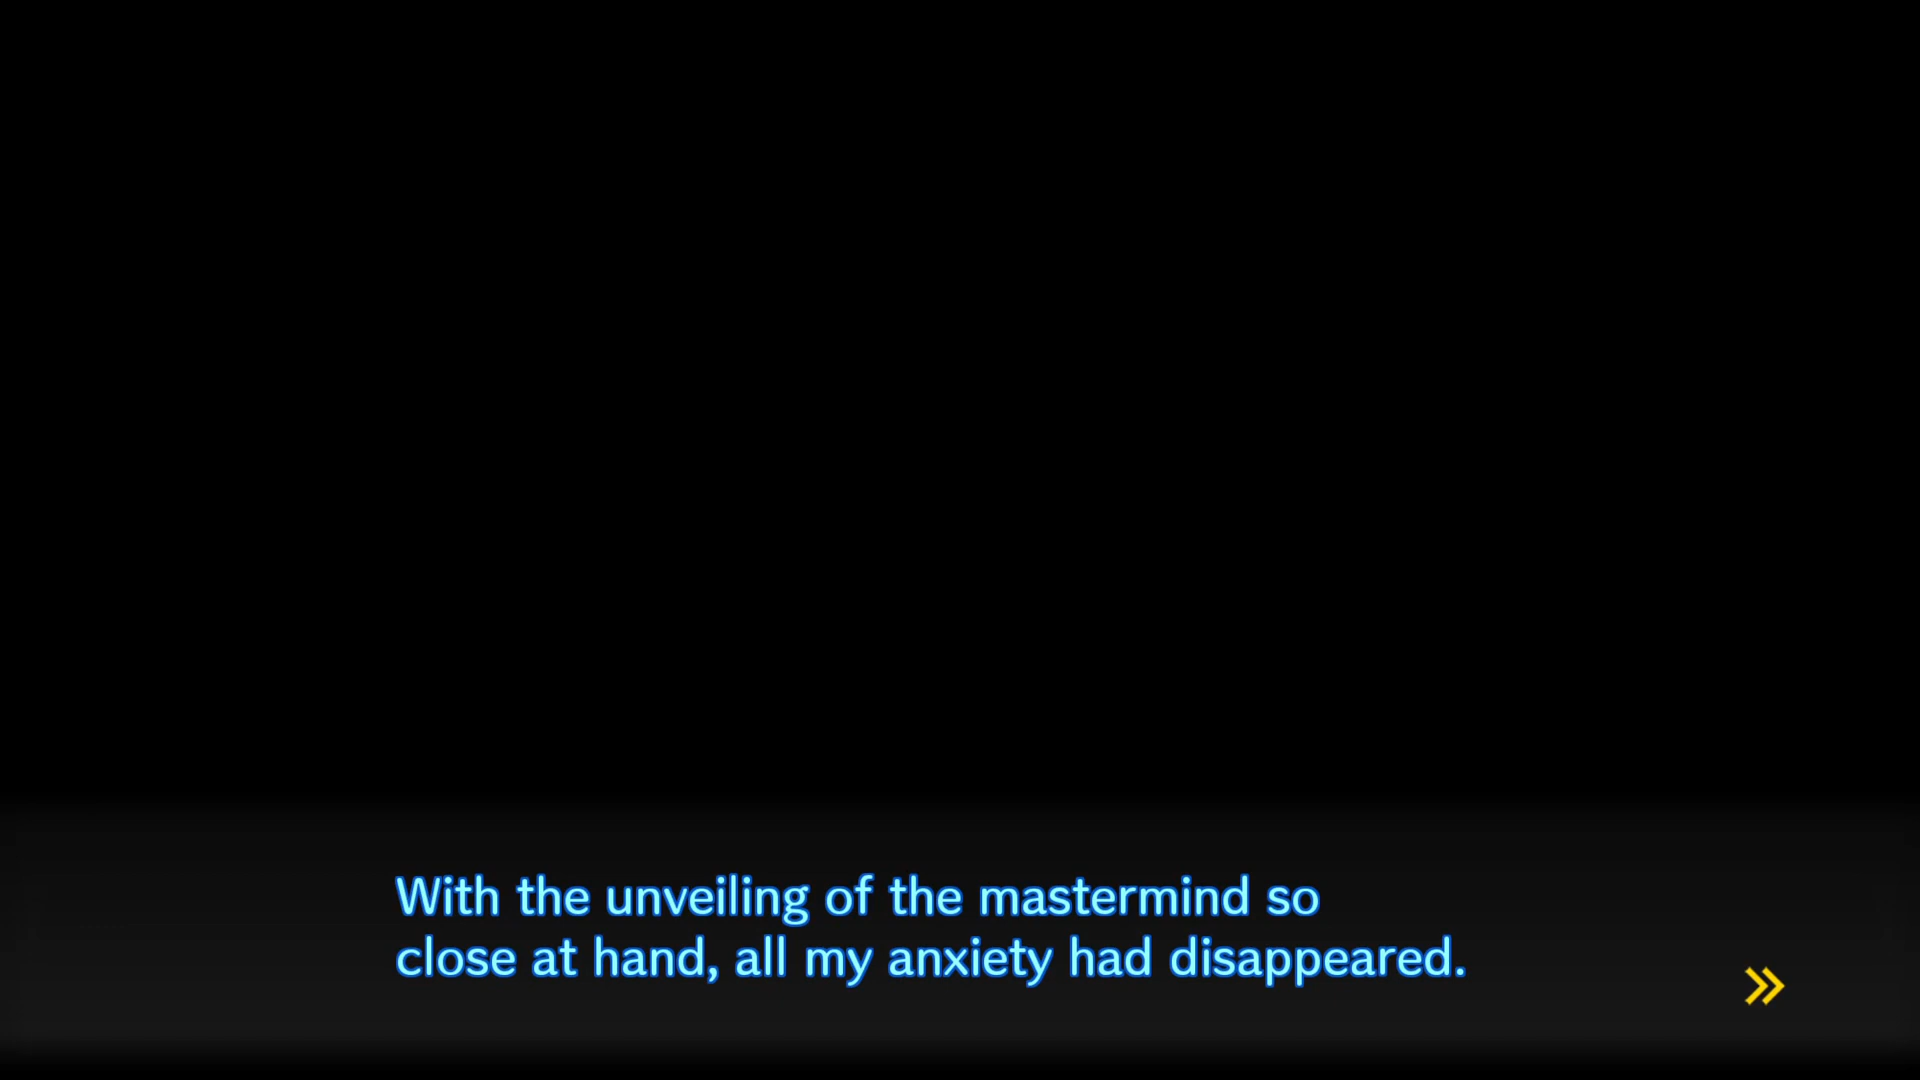 With the unveiling of the mastermind so
close at hand, all my anxiety had disappeared.